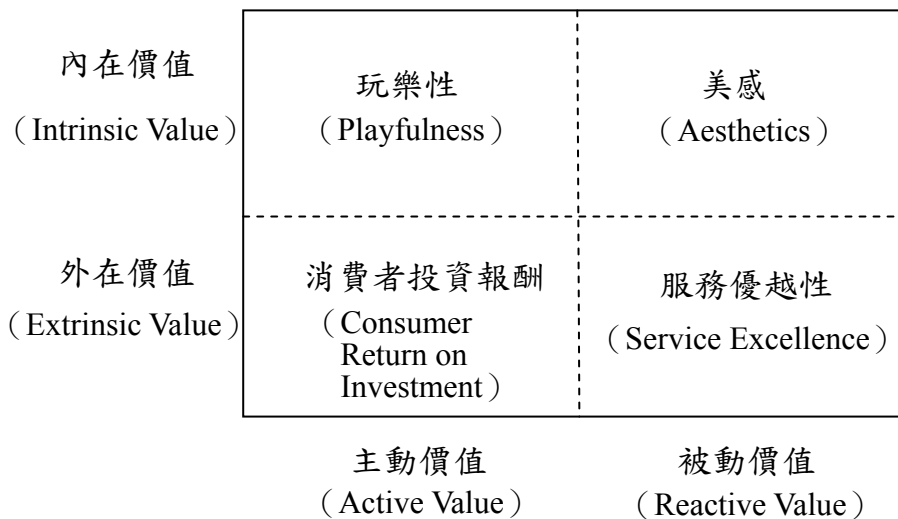 內在價值
（Intrinsic Value）
玩樂性
（Playfulness）
美感
（Aesthetics）
外在價值
（Extrinsic Value）
消費者投資報酬
（Consumer
Return on
Investment）
服務優越性
（Service Excellence）
主動價值
（Active Value）
被動價值
（Reactive Value）